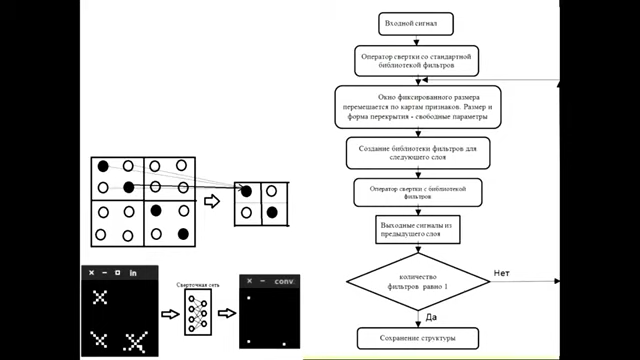 Входной сигнал
Оператор свертки со стандартной
библиотекой фильтров
Окно фиксированного размера
перемешается по картам признаков. Размер и
форма перекрытия - свободные параметры
Создание библиотеки фильтров для
следующего слоя
Оператор свертки с библиотекой
фильтров
Выходные сигналы из
предыдущего слоя
количество
фильтров равно 1
Нет
Да
Сохранение структуры
in
Сверточная сеть
conv